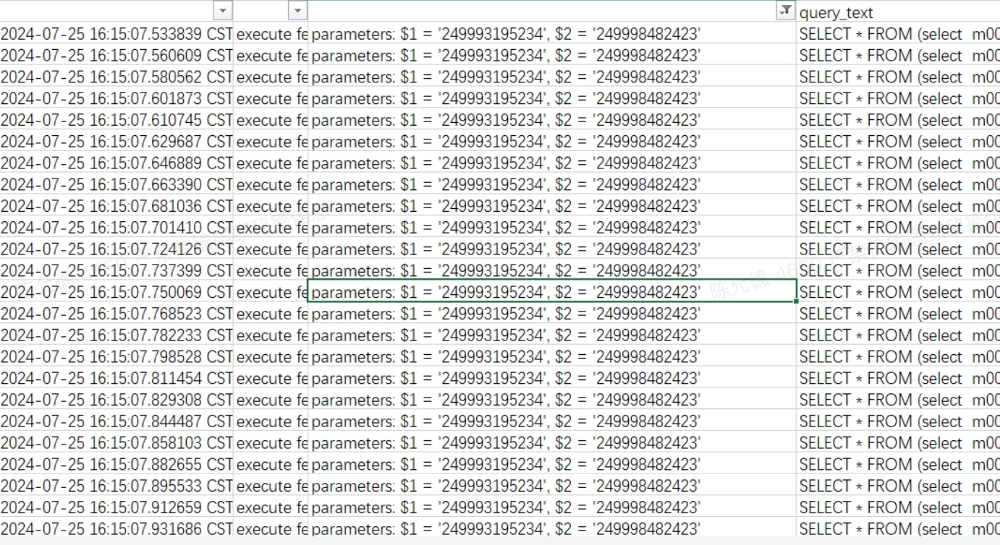 query_text
2024-07-25 16:15:07.533839 CST execute fe parameters: $1 = '249993195234', $2 = '249998482423' SELECT * FROM (select m00
2024-07-25 16:15:07.560609 CST execute fe parameters: $1 = '249993195234', $2 = '249998482423' SELECT * FROM (select m00
2024-07-25 16:15:07.580562 CST execute fe parameters: $1 = '249993195234', $2 = '249998482423' SELECT * FROM (select m00
2024-07-25 16:15:07.601873 CST execute fe parameters: $1 = '249993195234', $2 = '249998482423' SELECT * FROM (select m00
2024-07-25 16:15:07.610745 CST execute fe parameters: $1 = '249993195234', $2 = '249998482423' SELECT * FROM (select m00
2024-07-25 16:15:07.629687 CST execute fe parameters: $1 = '249993195234', $2 = '249998482423' SELECT * FROM (select m00
2024-07-25 16:15:07.646889 CST execute fe parameters: $1 = '249993195234', $2 = '249998482423' SELECT * FROM (select m00
2024-07-25 16:15:07.663390 CST execute fe parameters: $1 = '249993195234', $2 = '249998482423' SELECT * FROM (select m00
2024-07-25 16:15:07.681036 CST execute fe parameters: $1 = '249993195234', $2 = '249998482423' SELECT * FROM (select m00
2024-07-25 16:15:07.701410 CST execute fe parameters: $1 = '249993195234', $2 = '249998482423' SELECT * FROM (select m00
2024-07-25 16:15:07.724126 CST execute fe parameters: $1 = '249993195234', $2 = '249998482423' SELECT * FROM (select m00
2024-07-25 16:15:07.737399 CST execute fe parameters: $1 = '249993195234', $2 = '249998482423' SELECT * FROM (select m00
2024-07-25 16:15:07.750069 CST execute fe parameters: $1 = '249993195234', $2 = '249998482423' SELECT * FROM (select m00
2024-07-25 16:15:07.768523 CST execute fe parameters: $1 = '249993195234', $2 = '249998482423' SELECT * FROM (select m00
2024-07-25 16:15:07.782233 CST execute fe parameters: $1 = '249993195234', $2 = '249998482423' SELECT * FROM (select m00
2024-07-25 16:15:07.798528 CST execute fe parameters: $1 = '249993195234', $2 = '249998482423' SELECT * FROM (select m00
2024-07-25 16:15:07.811454 CST execute fe parameters: $1 = '249993195234', $2 = '249998482423' SELECT * FROM (select m00
2024-07-25 16:15:07.829308 CST execute fe parameters: $1 = '249993195234', $2 = '249998482423' SELECT * FROM (select m00
2024-07-25 16:15:07.844487 CST execute fe parameters: $1 = '249993195234', $2 = '249998482423' SELECT * FROM (select m00
2024-07-25 16:15:07.858103 CST execute fe parameters: $1 = '249993195234', $2 = '249998482423' SELECT * FROM (select m00
2024-07-25 16:15:07.882655 CST execute fe parameters: $1 = '249993195234', $2 = '249998482423' SELECT * FROM (select m00
2024-07-25 16:15:07.895533 CST execute fe parameters: $1 = '249993195234', $2 = '249998482423' SELECT * FROM (select m00
2024-07-25 16:15:07.912659 CST execute fe parameters: $1 = '249993195234', $2 = '249998482423' SELECT * FROM (select m00
2024-07-25 16:15:07.931686 CST execute fe parameters: $1 = '249993195234', $2 = '249998482423' SELECT * FROM (select m00
陈允德